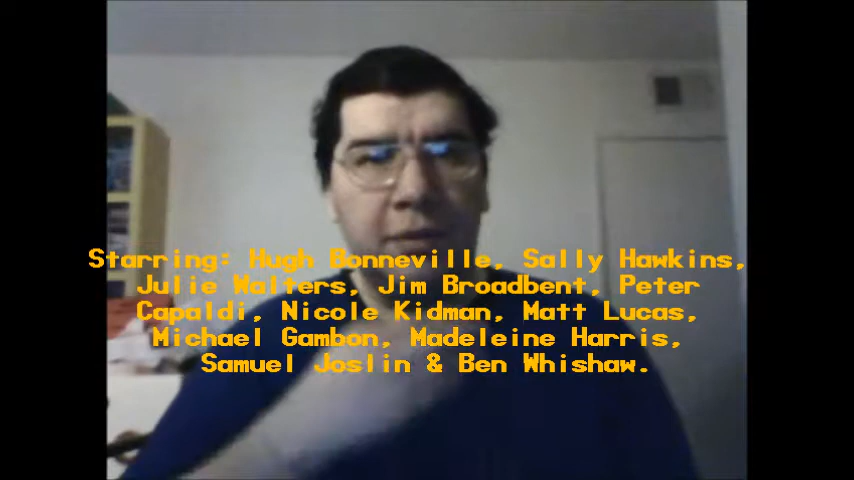 Starring: Hugh Bonneville, Sally Hawkins,
Julie Walters, Jim Broadbent, Peter
Capaldi, Nicole Kidman, Matt Lucas,
Michael Gambon, Madeleine Harris,
Samuel Joslin & Ben Whishaw.